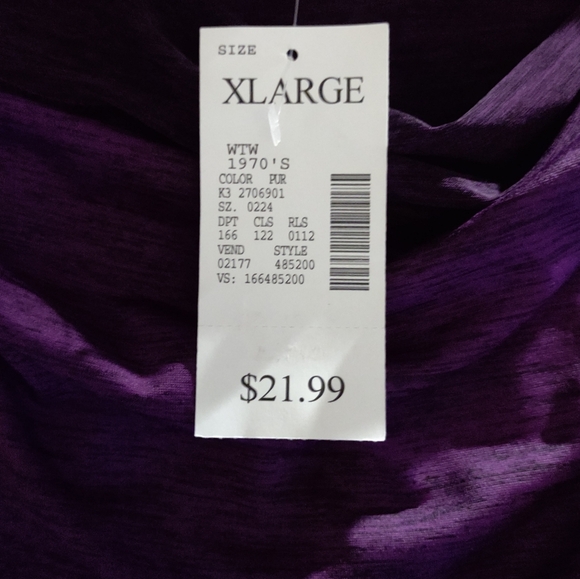 SIZE
XLARGE
WTW
1970'S
COLOR PUR
K3 2706901
SZ. 0224
DPT CLS RLS
166 122 0112
VEND STYLE
02177 485200
VS: 166485200
$21.99